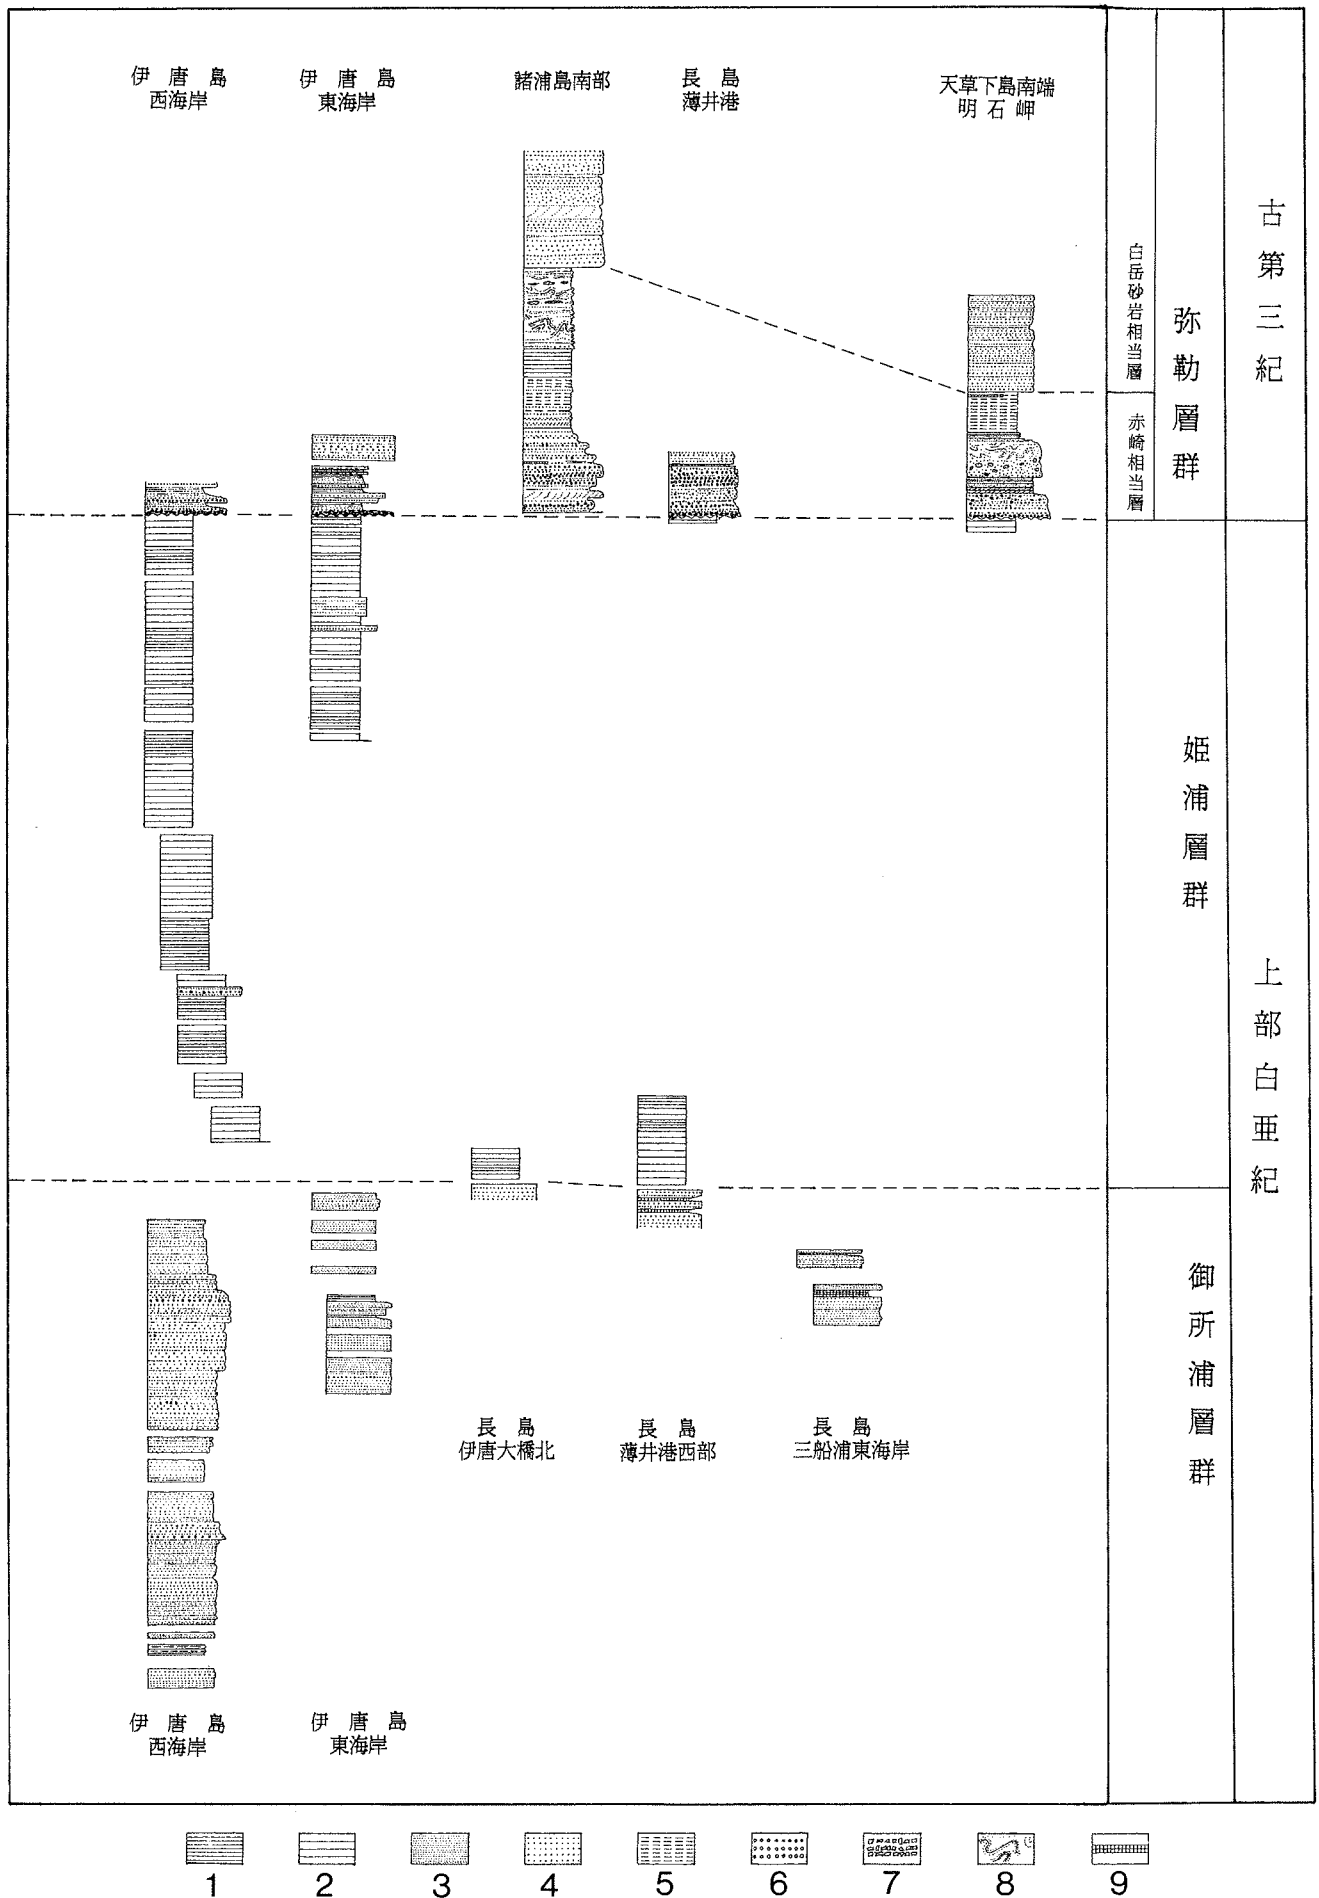 伊唐島
西海岸
伊唐島
東海岸
諸浦島南部
長島
薄井港
天草下島南端
明石岬
白岳砂岩相当層
赤崎相当層
弥勒層群
古第三紀
姫浦層群
上部白亜紀
御所浦層群
長島
伊唐大橋北
長島
薄井港西部
長島
三船浦東海岸
伊唐島
西海岸
伊唐島
東海岸
1 2 3 4 5 6 7 8 9